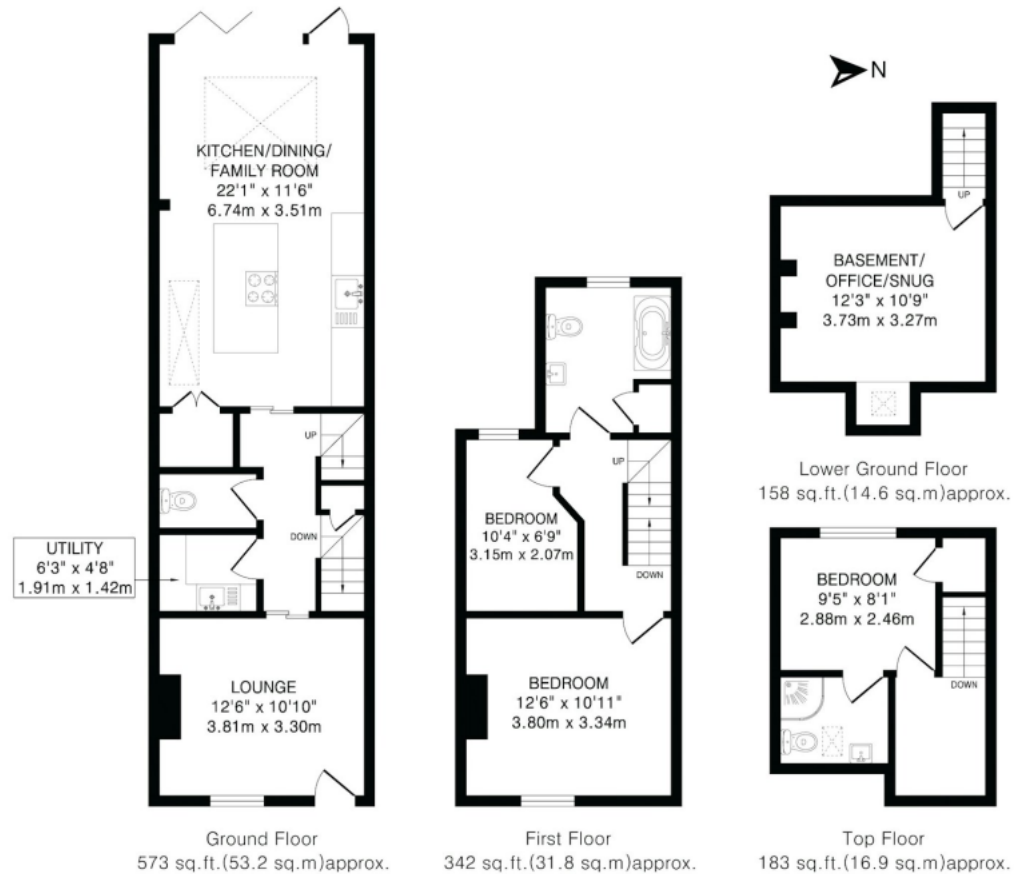 KITCHEN/DINING/
FAMILY ROOM
22'1" x 11'6"
6.74m x 3.51m
UP
DOWN
UTILITY
6'3" x 4'8"
1.91m x 1.42m
LOUNGE
12'6" x 10'10"
3.81m x 3.30m
Ground Floor
573 sq.ft.(53.2 sq.m)approx.
UP
BEDROOM
10'4" x 6'9"
3.15m x 2.07m
DOWN
BEDROOM
12'6" x 10'11"
3.80m x 3.34m
First Floor
342 sq.ft.(31.8 sq.m)approx.
N
UP
BASEMENT/
OFFICE/SNUG
12'3" x 10'9"
3.73m x 3.27m
Lower Ground Floor
158 sq.ft.(14.6 sq.m)approx.
BEDROOM
9'5" x 8'1"
2.88m x 2.46m
DOWN
Top Floor
183 sq.ft.(16.9 sq.m)approx.